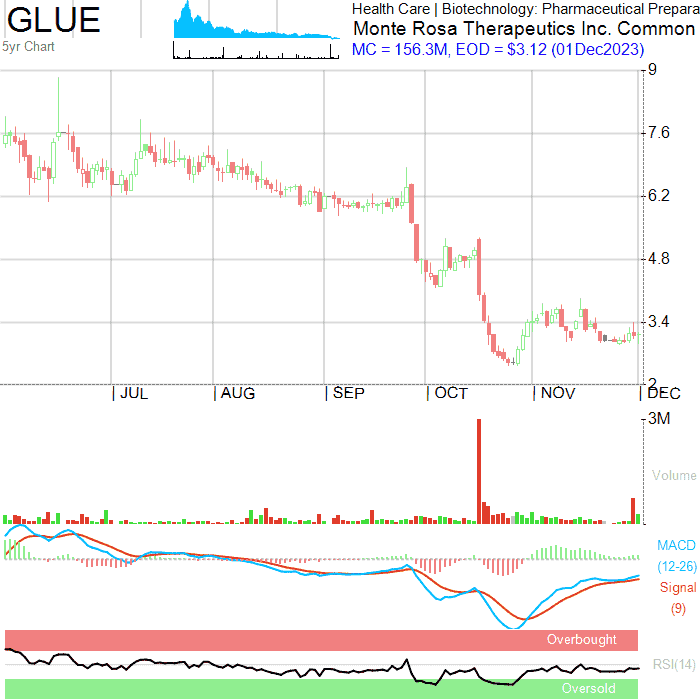 GLUE
5yr Chart
Health Care | Biotechnology: Pharmaceutical Prepara
Monte Rosa Therapeutics Inc. Common
MC = 156.3M, EOD = $3.12 (01Dec2023)
9
7.6
6.2
4.8
3.4
2
| JUL | AUG | SEP | OCT | NOV | DEC
3M
Volume
MACD
(12-26)
Signal
(9)
Overbought
RSI(14)
Oversold